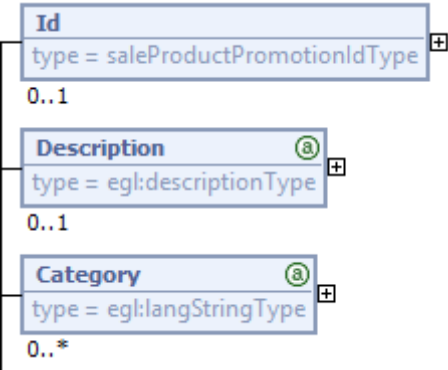 Id
type = saleProductPromotionIdType
0..1
Description a
type = egl:descriptionType
0..1
Category a
type = egl:langStringType
0..*